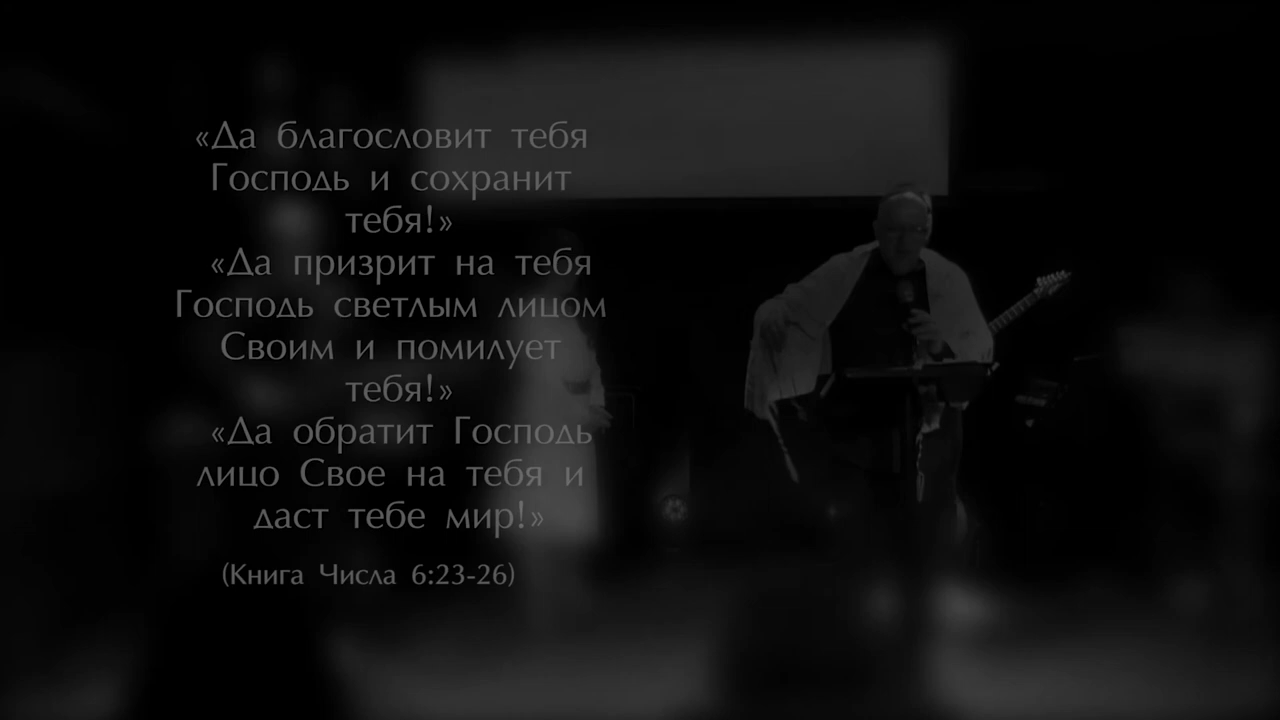 «Да благословит тебя
Господь и сохранит
тебя!»
«Да призрит на тебя
Господь светлым лицом
Своим и помилует
тебя!»
«Да обратит Господь
лицо Свое на тебя и
даст тебе мир!»
(Книга Числа 6:23-26)